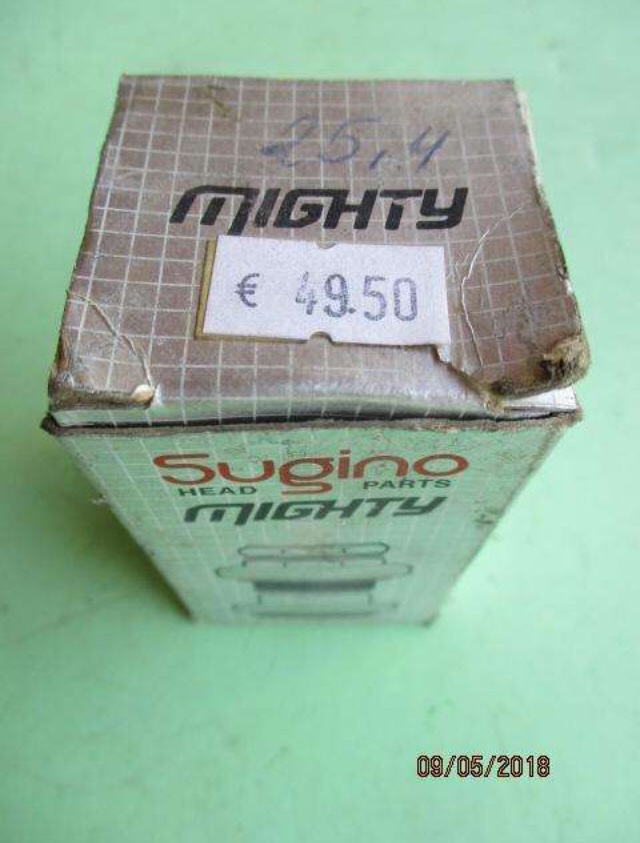 25,4
MIGHTY
€ 49.50
Sugino
HEAD PARTS
MIGHTY
09/05/2018